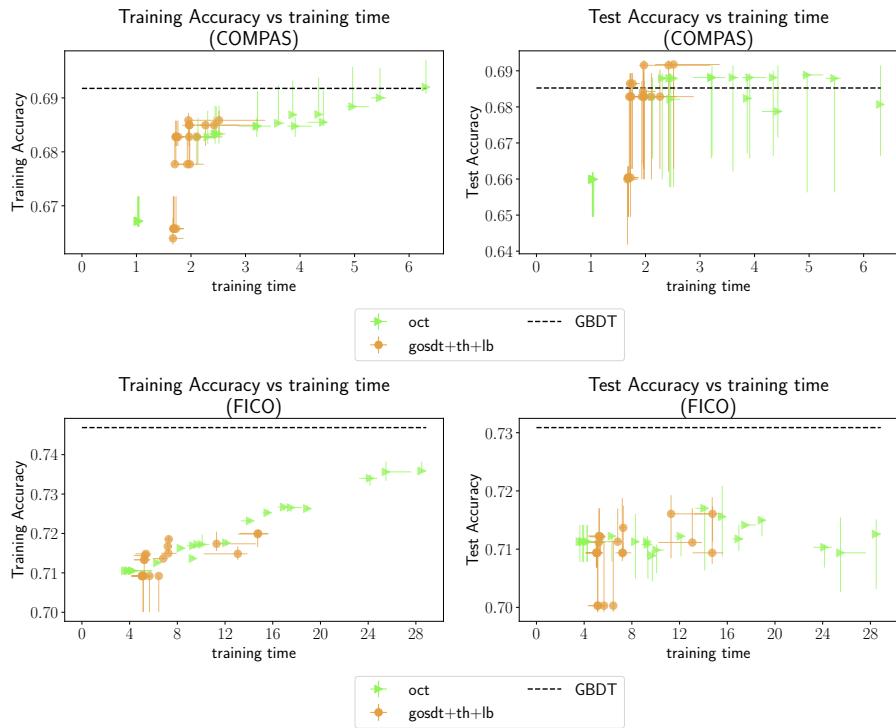 Training Accuracy vs training time
(COMPAS)
Training Accuracy
0.69
0.68
0.67
0 1 2 3 4 5 6
training time
Test Accuracy vs training time
(COMPAS)
Test Accuracy
0.69
0.68
0.67
0.66
0.65
0.64
0 1 2 3 4 5 6
training time
oct
gosdt+th+lb
GBDT
Training Accuracy vs training time
(FICO)
Training Accuracy
0.74
0.73
0.72
0.71
0.70
0 4 8 12 16 20 24 28
training time
Test Accuracy vs training time
(FICO)
Test Accuracy
0.73
0.72
0.71
0.70
0 4 8 12 16 20 24 28
training time
oct
gosdt+th+lb
GBDT